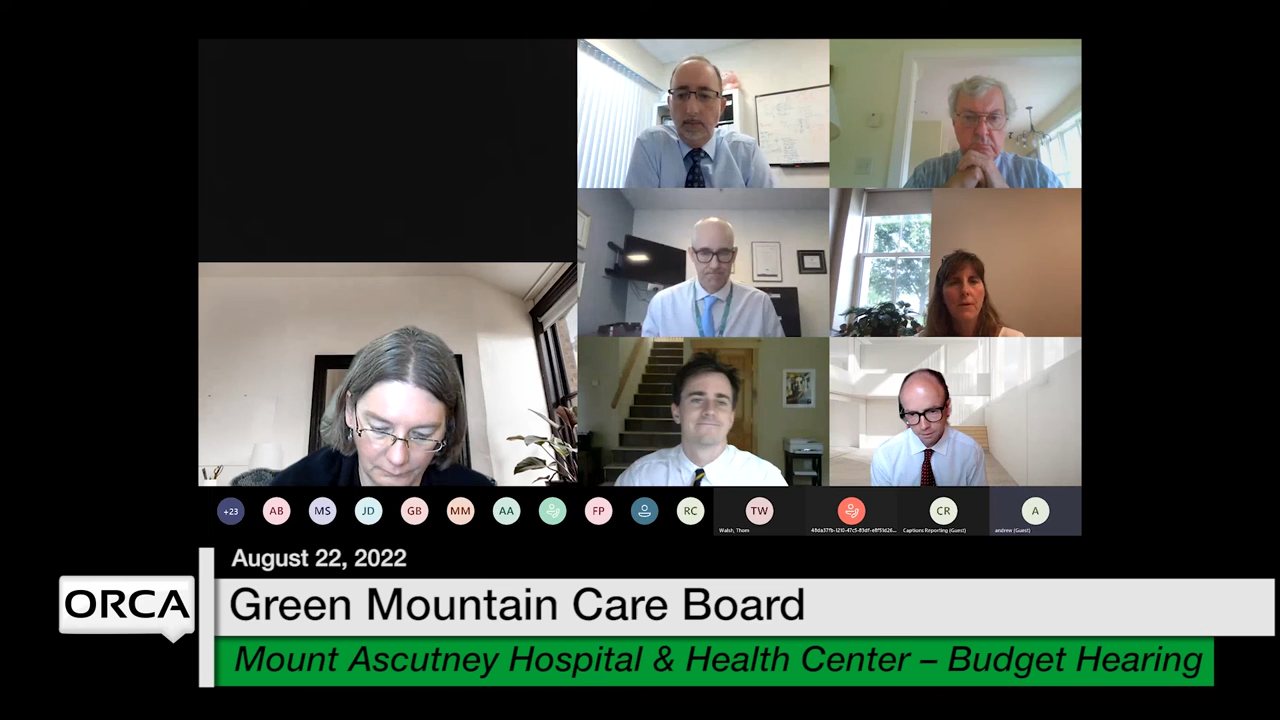 +23 AB MS JD GB MM AA FP RC TW CR A
Walsh, Thom
Captions Reporting (Guest)
andrew (Guest)
August 22, 2022
ORCA
Green Mountain Care Board
Mount Ascutney Hospital & Health Center – Budget Hearing